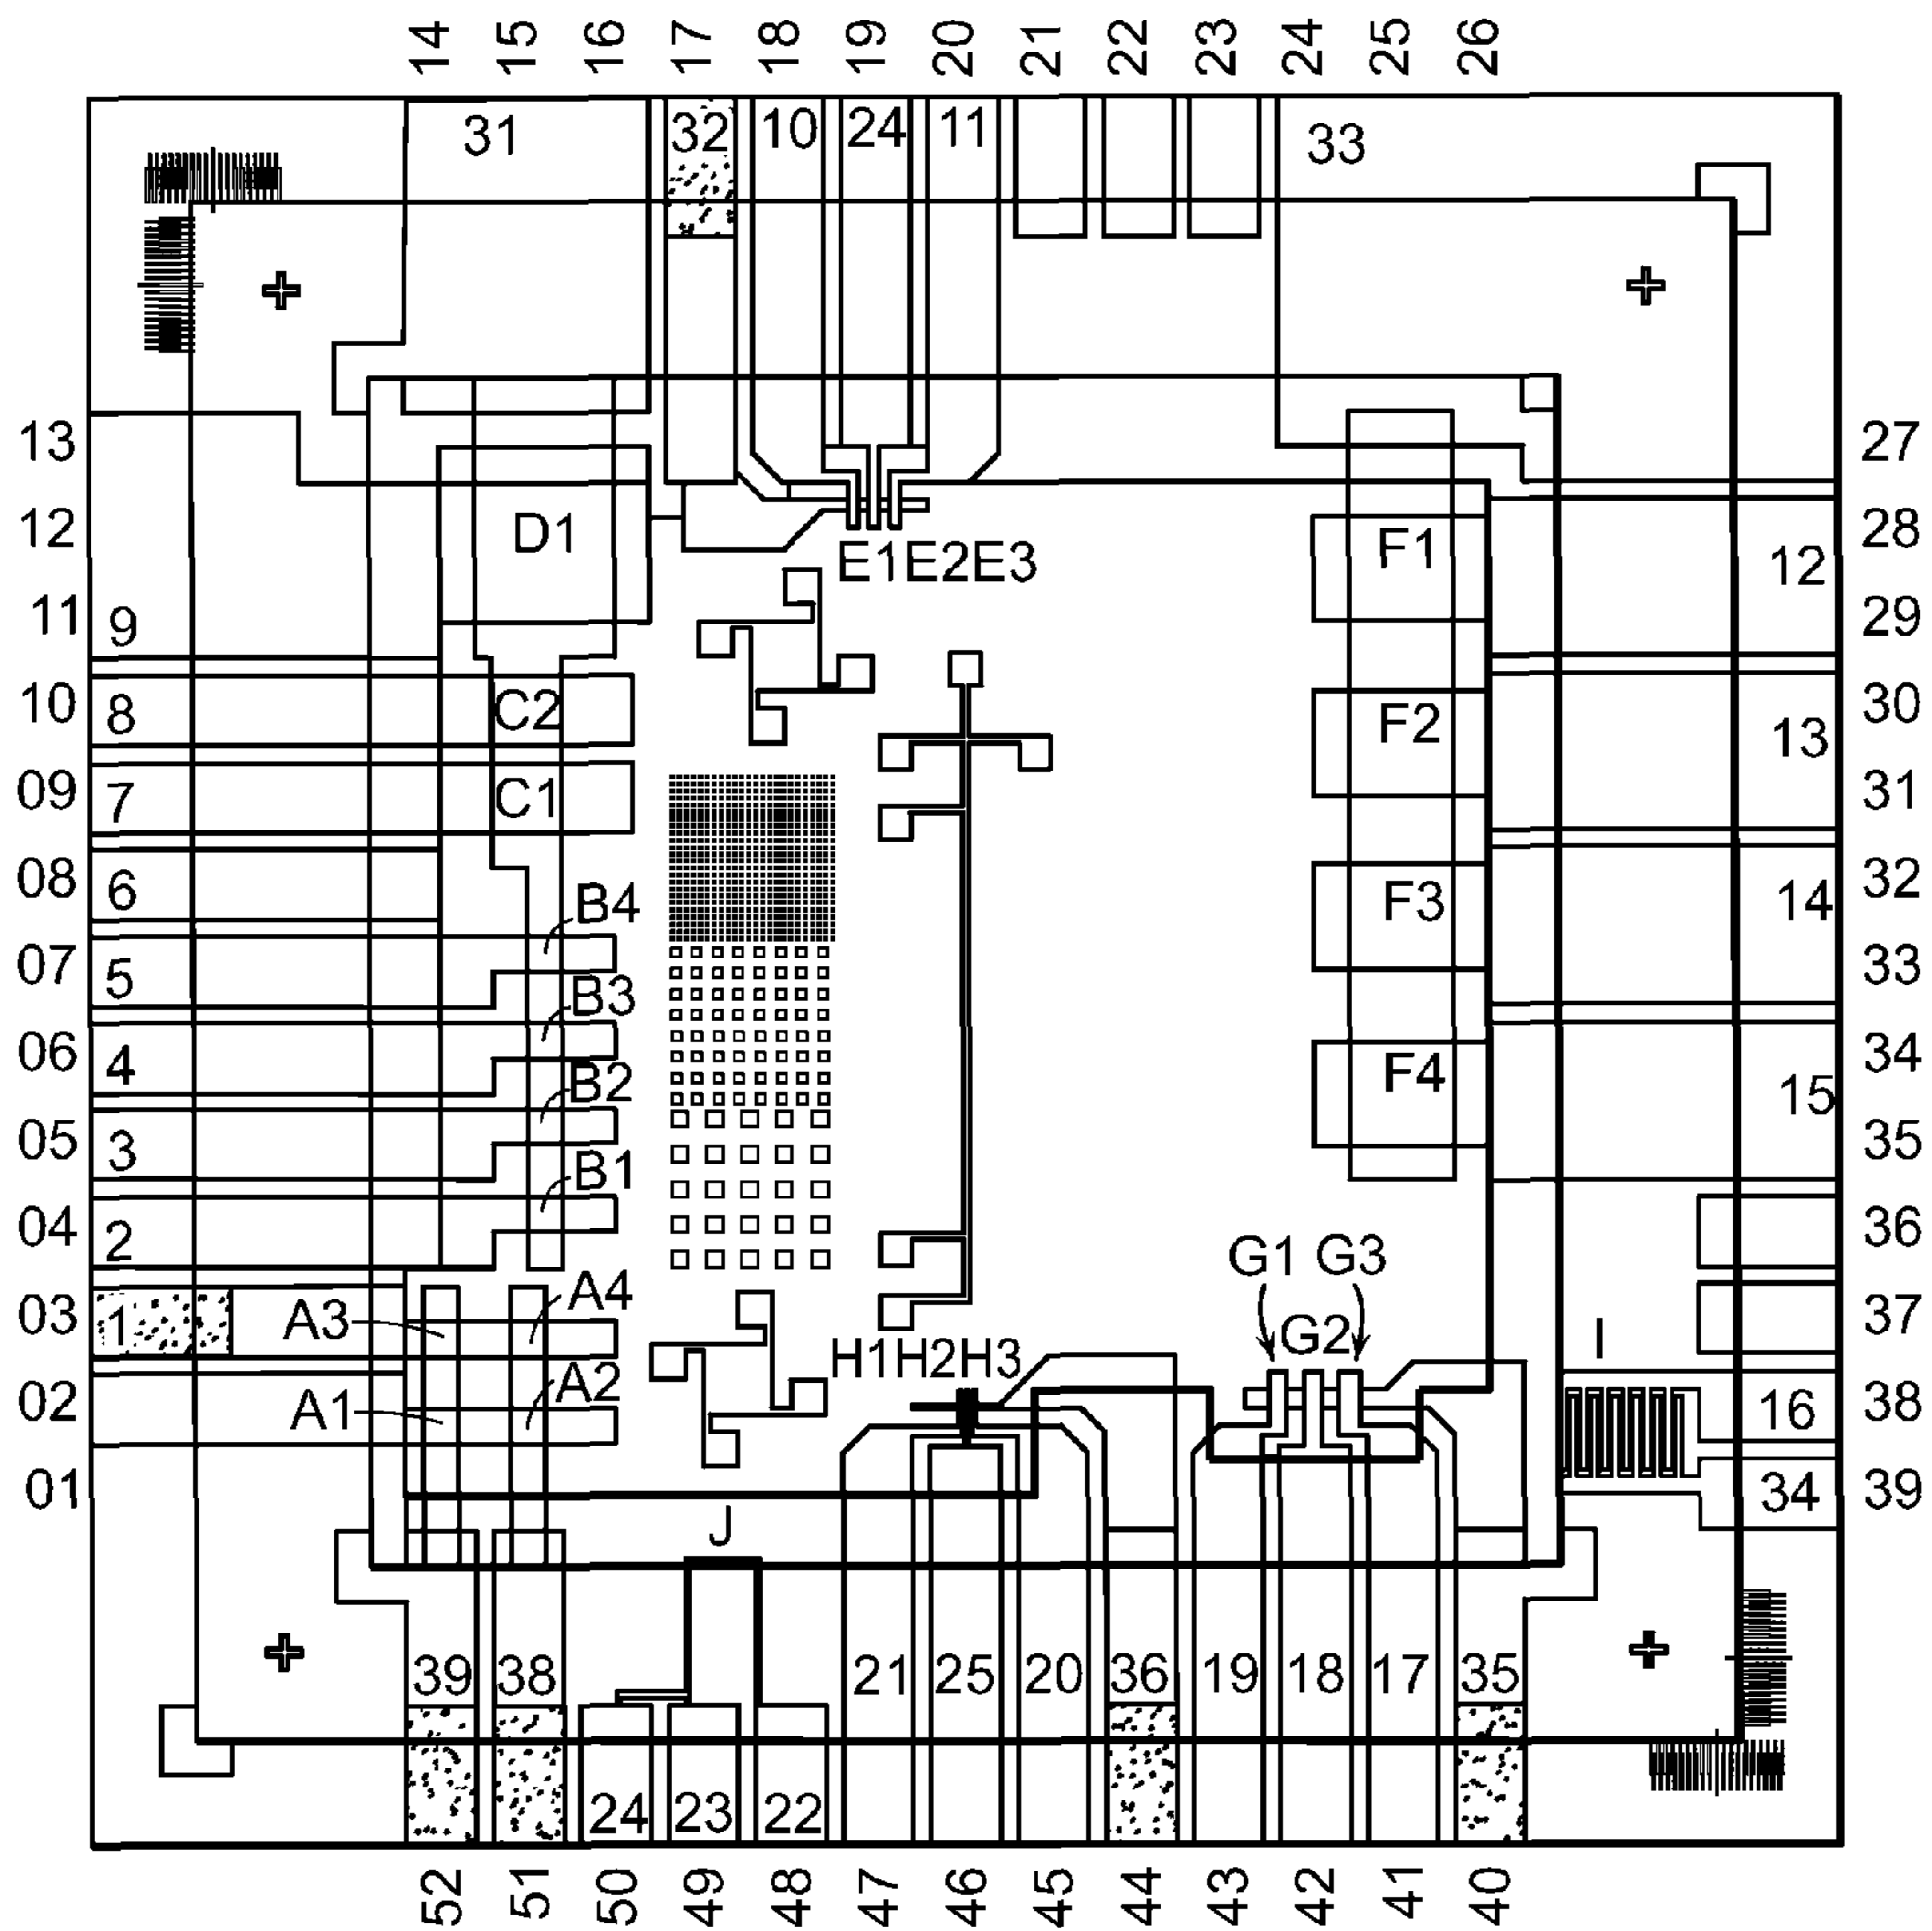 14 15 16 17 18 19 20 21 22 23 24 25 26
31 32 10 24 11 33
13 27
12 D1 F1 28
E1E2E3 12
11 9 29
10 8 C2 F2 13 30
09 7 C1 31
08 6 B4 F3 14 32
07 5 B3 33
06 4 B2 F4 15 34
05 3 B1 35
04 2 G1 G3 36
03 1 A3 A4 G2 I 37
H1H2H3
02 A1 A2 16 38
01 J 34 39
39 38 21 25 20 36 19 18 17 35
24 23 22
52 51 50 49 48 47 46 45 44 43 42 41 40